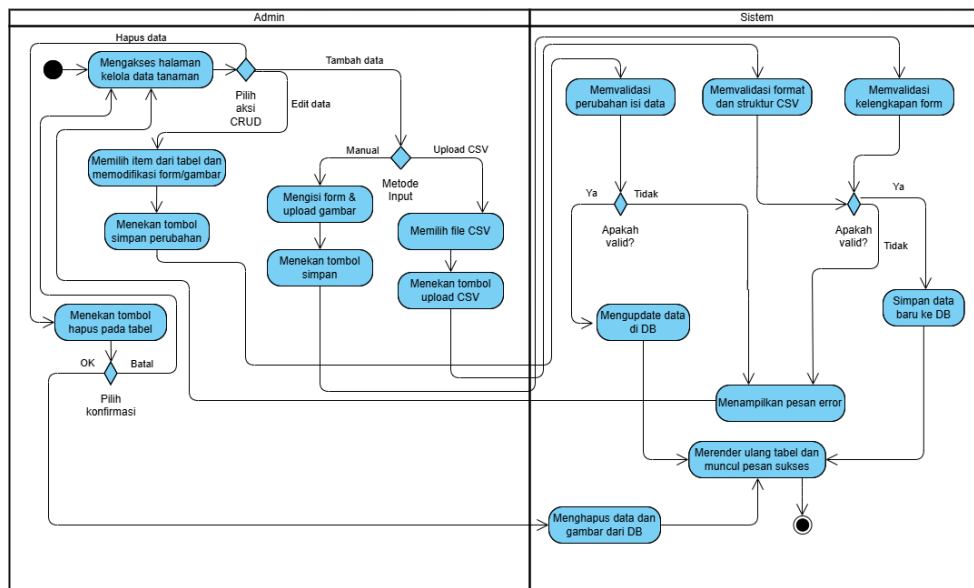 Admin
Sistem
Hapus data
Mengakses halaman
kelola data tanaman
Pilih
aksi
CRUD
Tambah data
Edit data
Memilih item dari tabel dan
memodifikasi form/gambar
Menekan tombol
simpan perubahan
Manual
Upload CSV
Metode
Input
Mengisi form &
upload gambar
Menekan tombol
simpan
Memilih file CSV
Menekan tombol
upload CSV
Menekan tombol
hapus pada tabel
OK
Batal
Pilih
konfirmasi
Memvalidasi
perubahan isi data
Memvalidasi format
dan struktur CSV
Memvalidasi
kelengkapan form
Ya
Tidak
Apakah
valid?
Ya
Apakah
valid?
Tidak
Mengupdate data
di DB
Simpan data
baru ke DB
Menampilkan pesan error
Merender ulang tabel dan
muncul pesan sukses
Menghapus data dan
gambar dari DB